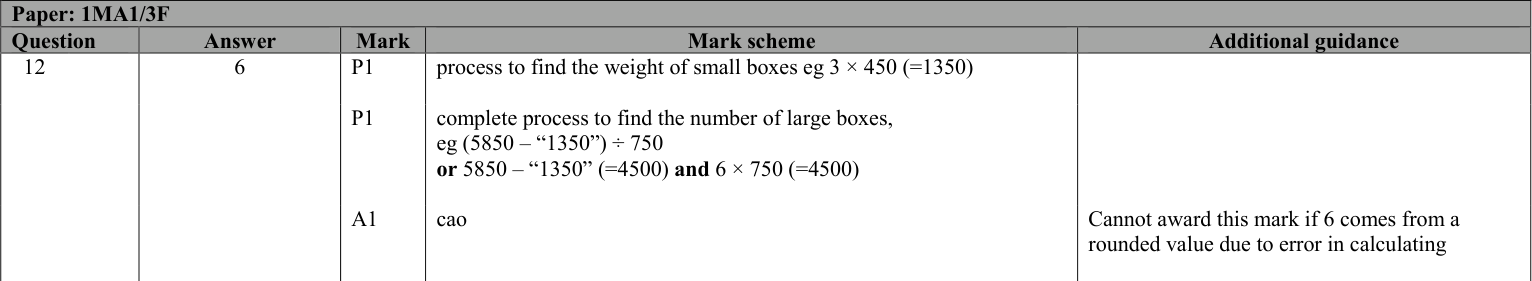 Paper: 1MA1/3F
Question Answer Mark Mark scheme Additional guidance
12 6 P1 process to find the weight of small boxes eg 3 × 450 (=1350)
P1 complete process to find the number of large boxes,
eg (5850 – “1350”) ÷ 750
or 5850 – “1350” (=4500) and 6 × 750 (=4500)
A1 cao Cannot award this mark if 6 comes from a
rounded value due to error in calculating